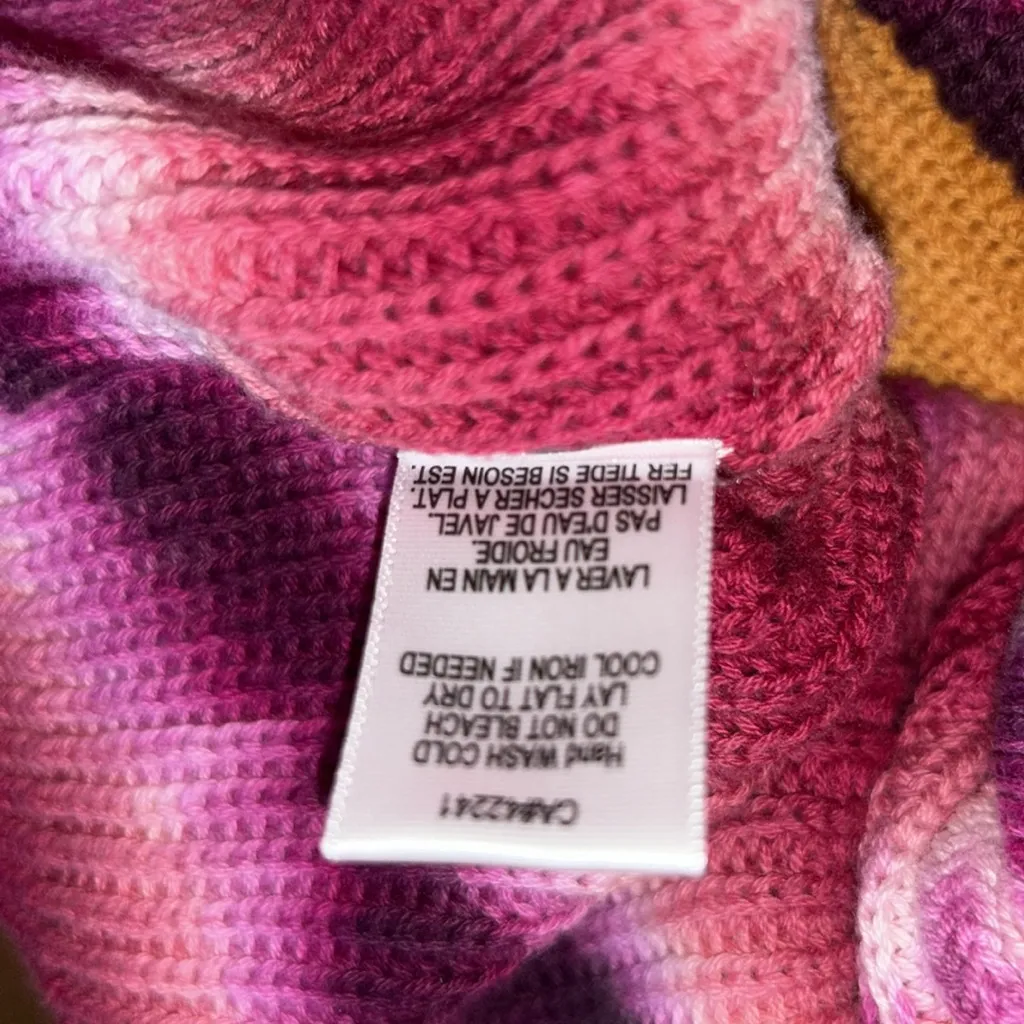 CA#42241
Hand WASH COLD
DO NOT BLEACH
LAY FLAT TO DRY
COOL IRON IF NEEDED
LAVER A LA MAIN EN
EAU FROIDE.
PAS D'EAU DE JAVEL.
LAISSER SECHER A PLAT.
FER TIEDE SI BESOIN EST.